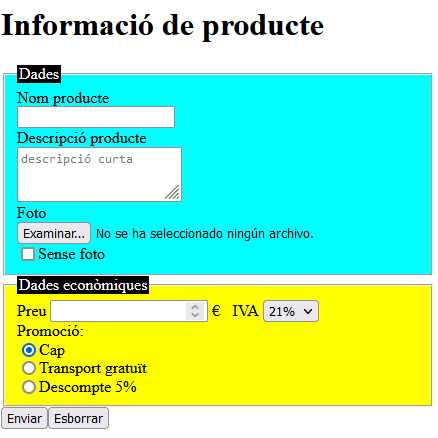 Informació de producte
Dades
Nom producte
Descripció producte
descripció curta
Foto
Examinar... No se ha seleccionado ningún archivo.
Sense foto
Dades econòmiques
Preu € IVA 21%
Promoció:
Cap
Transport gratuït
Descompte 5%
Enviar Esborrar